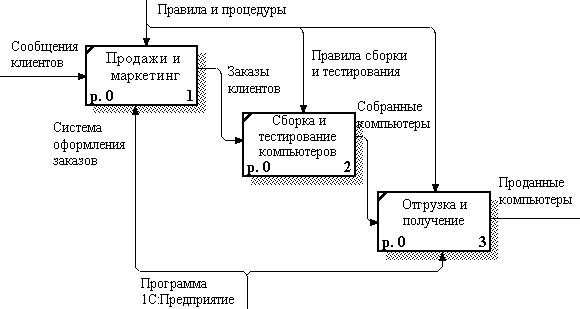 Правила и процедуры
Сообщения
клиентов
Продажи и
маркетинг
р. 0 1
Заказы
клиентов
Правила сборки
и тестирования
Система
оформления
заказов
Сборка и
тестирование
компьютеров
р. 0 2
Собранные
компьютеры
Отгрузка и
получение
р. 0 3
Проданные
компьютеры
Программа
1С:Предприятие